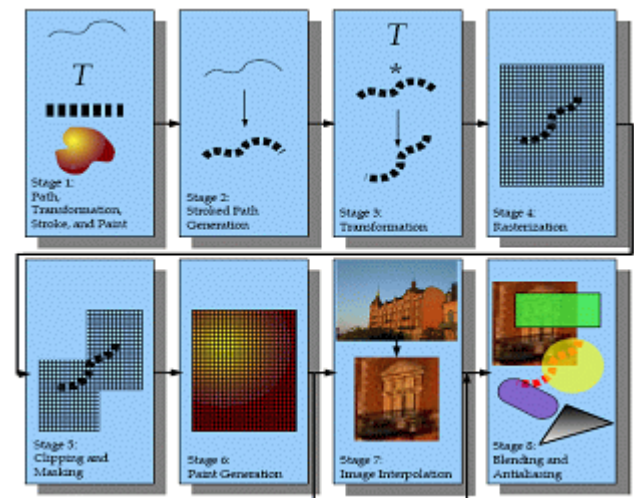 T
Stage 1:
Path,
Transformation,
Stroke, and Paint
Stage 2:
Stroked Path
Generation
T
*
Stage 3:
Transformation
Stage 4:
Rasterization
Stage 5:
Clipping and
Masking
Stage 6:
Paint Generation
Stage 7:
Image Interpolation
Stage 8:
Blending and
Antialiasing